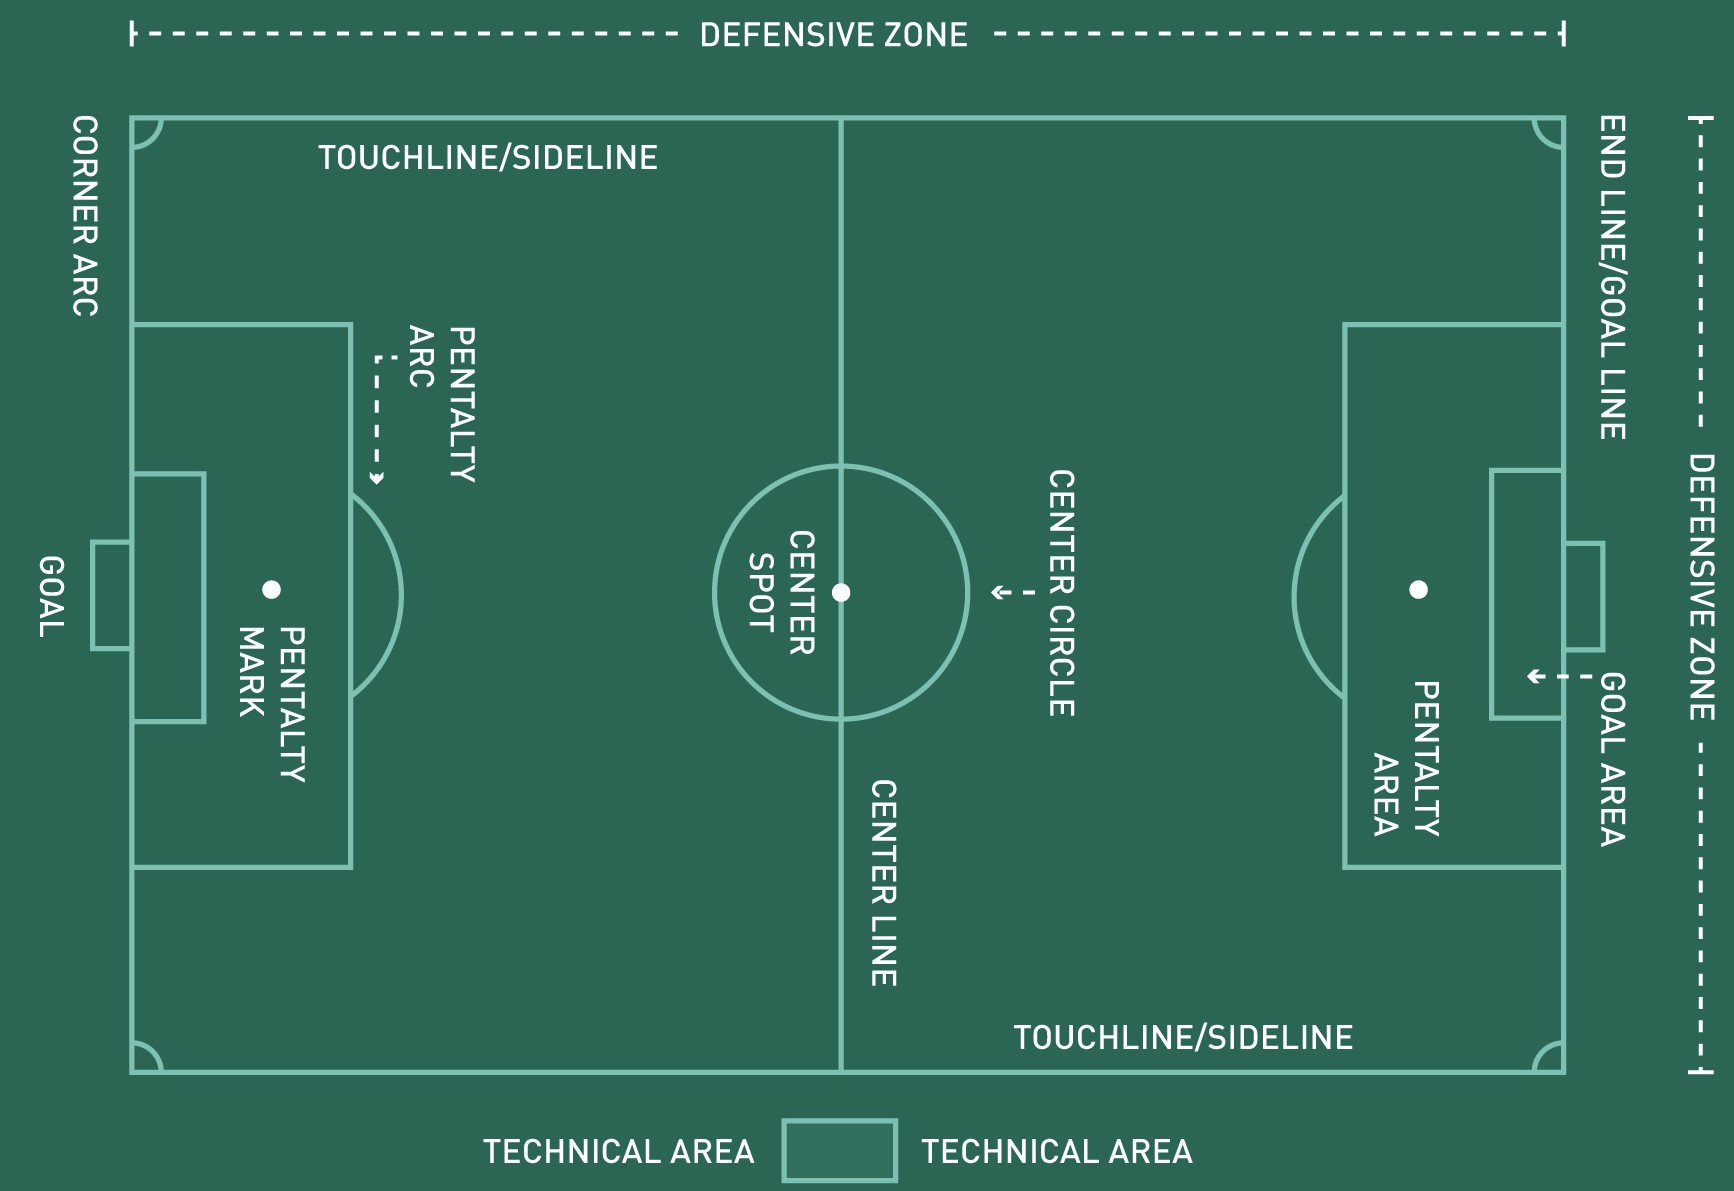 DEFENSIVE ZONE
CORNER ARC
TOUCHLINE/SIDELINE
END LINE/GOAL LINE
PENTALTY
ARC
DEFENSIVE ZONE
CENTER CIRCLE
CENTER
SPOT
GOAL
PENTALTY
MARK
PENTALTY
AREA
GOAL AREA
CENTER LINE
TOUCHLINE/SIDELINE
TECHNICAL AREA
TECHNICAL AREA